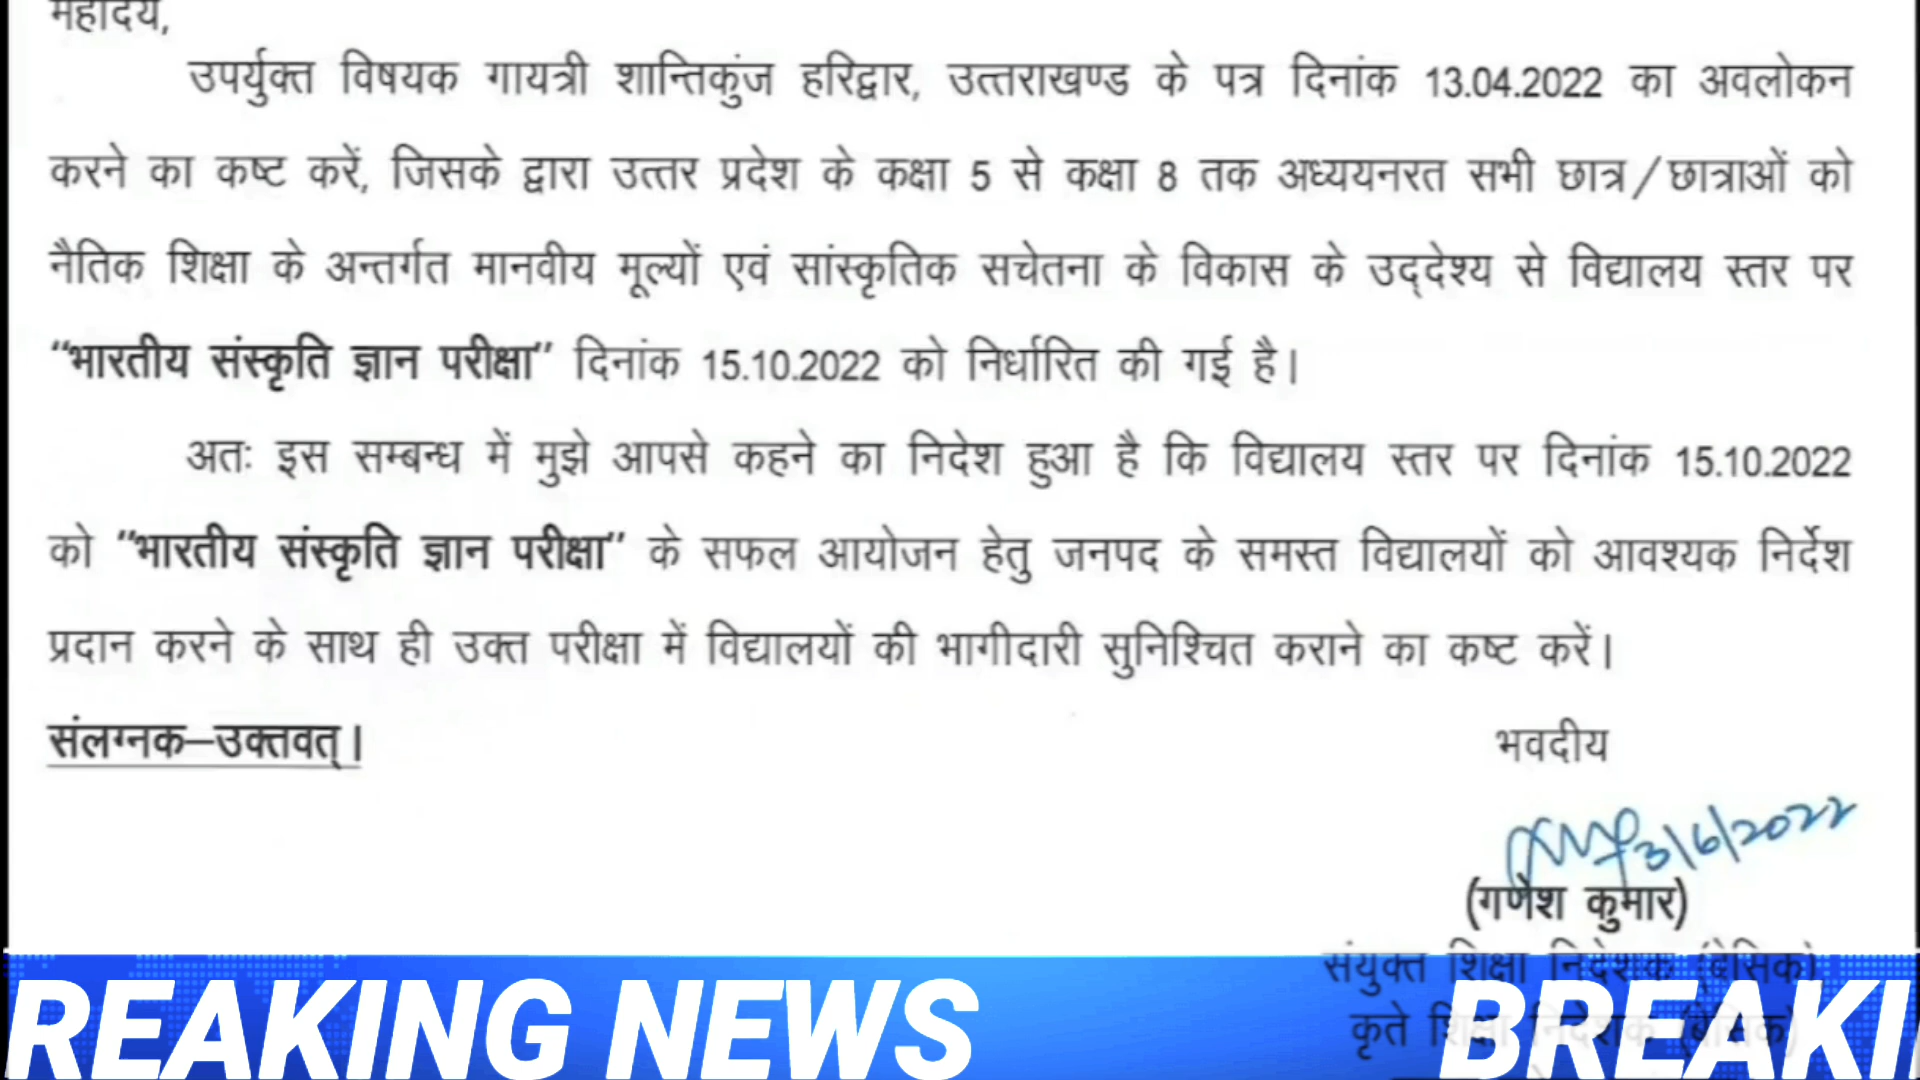 महोदय,
उपर्युक्त विषयक गायत्री शान्तिकुंज हरिद्वार, उत्तराखण्ड के पत्र दिनांक 13.04.2022 का अवलोकन
करने का कष्ट करें, जिसके द्वारा उत्तर प्रदेश के कक्षा 5 से कक्षा 8 तक अध्ययनरत सभी छात्र/छात्राओं को
नैतिक शिक्षा के अन्तर्गत मानवीय मूल्यों एवं सांस्कृतिक सचेतना के विकास के उद्देश्य से विद्यालय स्तर पर
“भारतीय संस्कृति ज्ञान परीक्षा” दिनांक 15.10.2022 को निर्धारित की गई है।
अतः इस सम्बन्ध में मुझे आपसे कहने का निदेश हुआ है कि विद्यालय स्तर पर दिनांक 15.10.2022
को “भारतीय संस्कृति ज्ञान परीक्षा” के सफल आयोजन हेतु जनपद के समस्त विद्यालयों को आवश्यक निर्देश
प्रदान करने के साथ ही उक्त परीक्षा में विद्यालयों की भागीदारी सुनिश्चित कराने का कष्ट करें।
संलग्नक–उक्तवत्।
भवदीय
3/6/2022
(गणेश कुमार)
संयुक्त शिक्षा निदेशक (बेसिक)
कृते शिक्षा निदेशक (बेसिक)
REAKING NEWS BREAKI